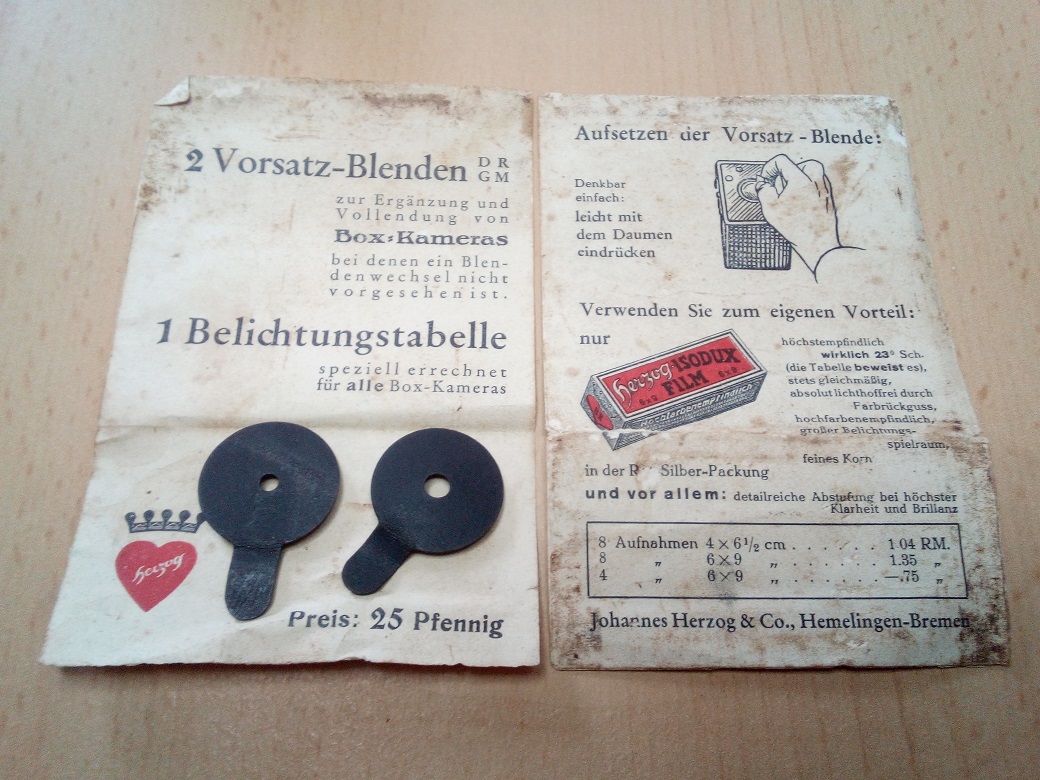 2 Vorsatz-Blenden D R
G M
zur Ergänzung und
Vollendung von
Box-Kameras
bei denen ein Blen-
denwechsel nicht
vorgesehen ist.
1 Belichtungstabelle
speziell errechnet
für alle Box-Kameras
herzog
Preis: 25 Pfennig
Aufsetzen der Vorsatz-Blende:
Denkbar
einfach:
leicht mit
dem Daumen
eindrücken
Verwenden Sie zum eigenen Vorteil:
nur
herzog ISODUX
FILM
6x9 6x9
Hochfarbenempfindlich
höchstempfindlich
wirklich 23° Sch.
(die Tabelle beweist es),
stets gleichmäßig,
absolut lichthoffrei durch
Farbrückguss,
hochfarbenempfindlich,
großer Belichtungs-
spielraum,
feines Korn
in der R Silber-Packung
und vor allem: detailreiche Abstufung bei höchster
Klarheit und Brillanz
8 Aufnahmen 4 × 6 1/2 cm . . . . . . 1.04 RM.
8 „ 6 × 9 „ . . . . . . 1.35 „
4 „ 6 × 9 „ . . . . . . —.75 „
Johannes Herzog & Co., Hemelingen-Bremen